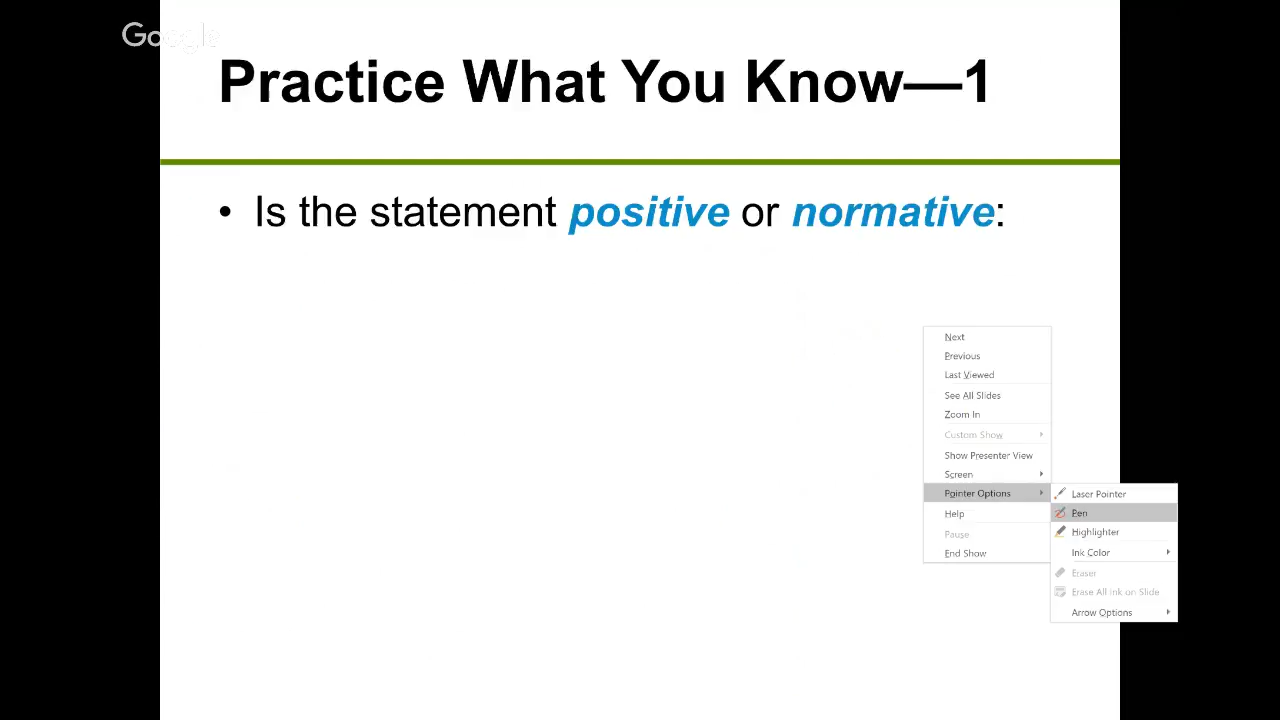 Google
Practice What You Know—1
• Is the statement positive or normative:
Next
Previous
Last Viewed
See All Slides
Zoom In
Custom Show
Show Presenter View
Screen
Pointer Options
Help
Pause
End Show
Laser Pointer
Pen
Highlighter
Ink Color
Eraser
Erase All Ink on Slide
Arrow Options